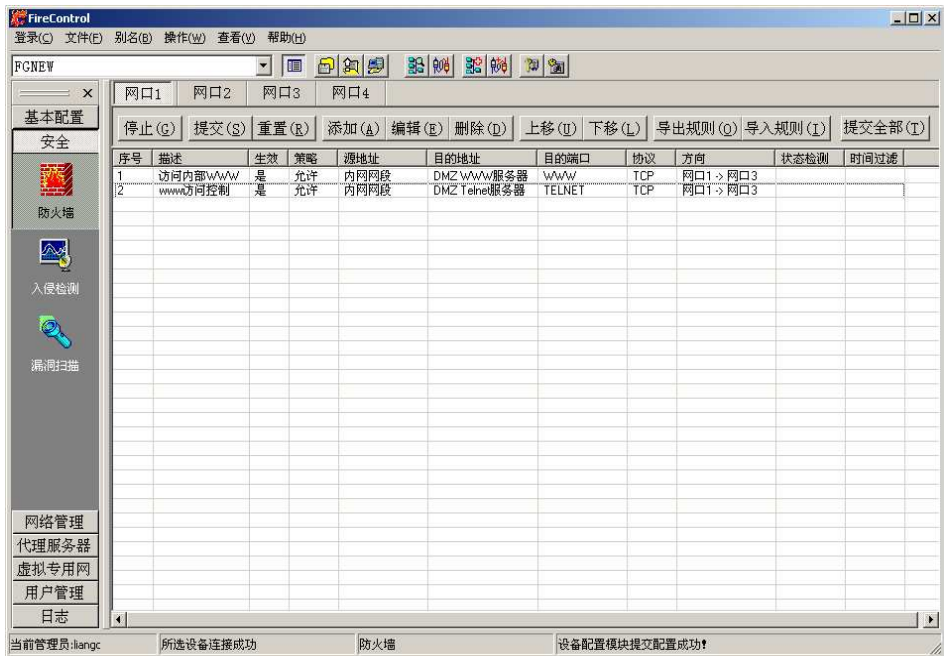 FireControl
登录(C) 文件(F) 别名(B) 操作(W) 查看(V) 帮助(H)
FGNEW
网口1 网口2 网口3 网口4
基本配置
安全
停止(G) 提交(S) 重置(R) 添加(A) 编辑(E) 删除(D) 上移(U) 下移(L) 导出规则(O) 导入规则(I) 提交全部(T)
序号 描述 生效 策略 源地址 目的地址 目的端口 协议 方向 状态检测 时间过滤
1 访问内部WWW 是 允许 内网网段 DMZ WWW服务器 WWW TCP 网口1 -> 网口3
2 www访问控制 是 允许 内网网段 DMZ Telnet服务器 TELNET TCP 网口1 -> 网口3
防火墙
入侵检测
漏洞扫描
网络管理
代理服务器
虚拟专用网
用户管理
日志
当前管理员:liangc 所选设备连接成功 防火墙 设备配置模块提交配置成功!